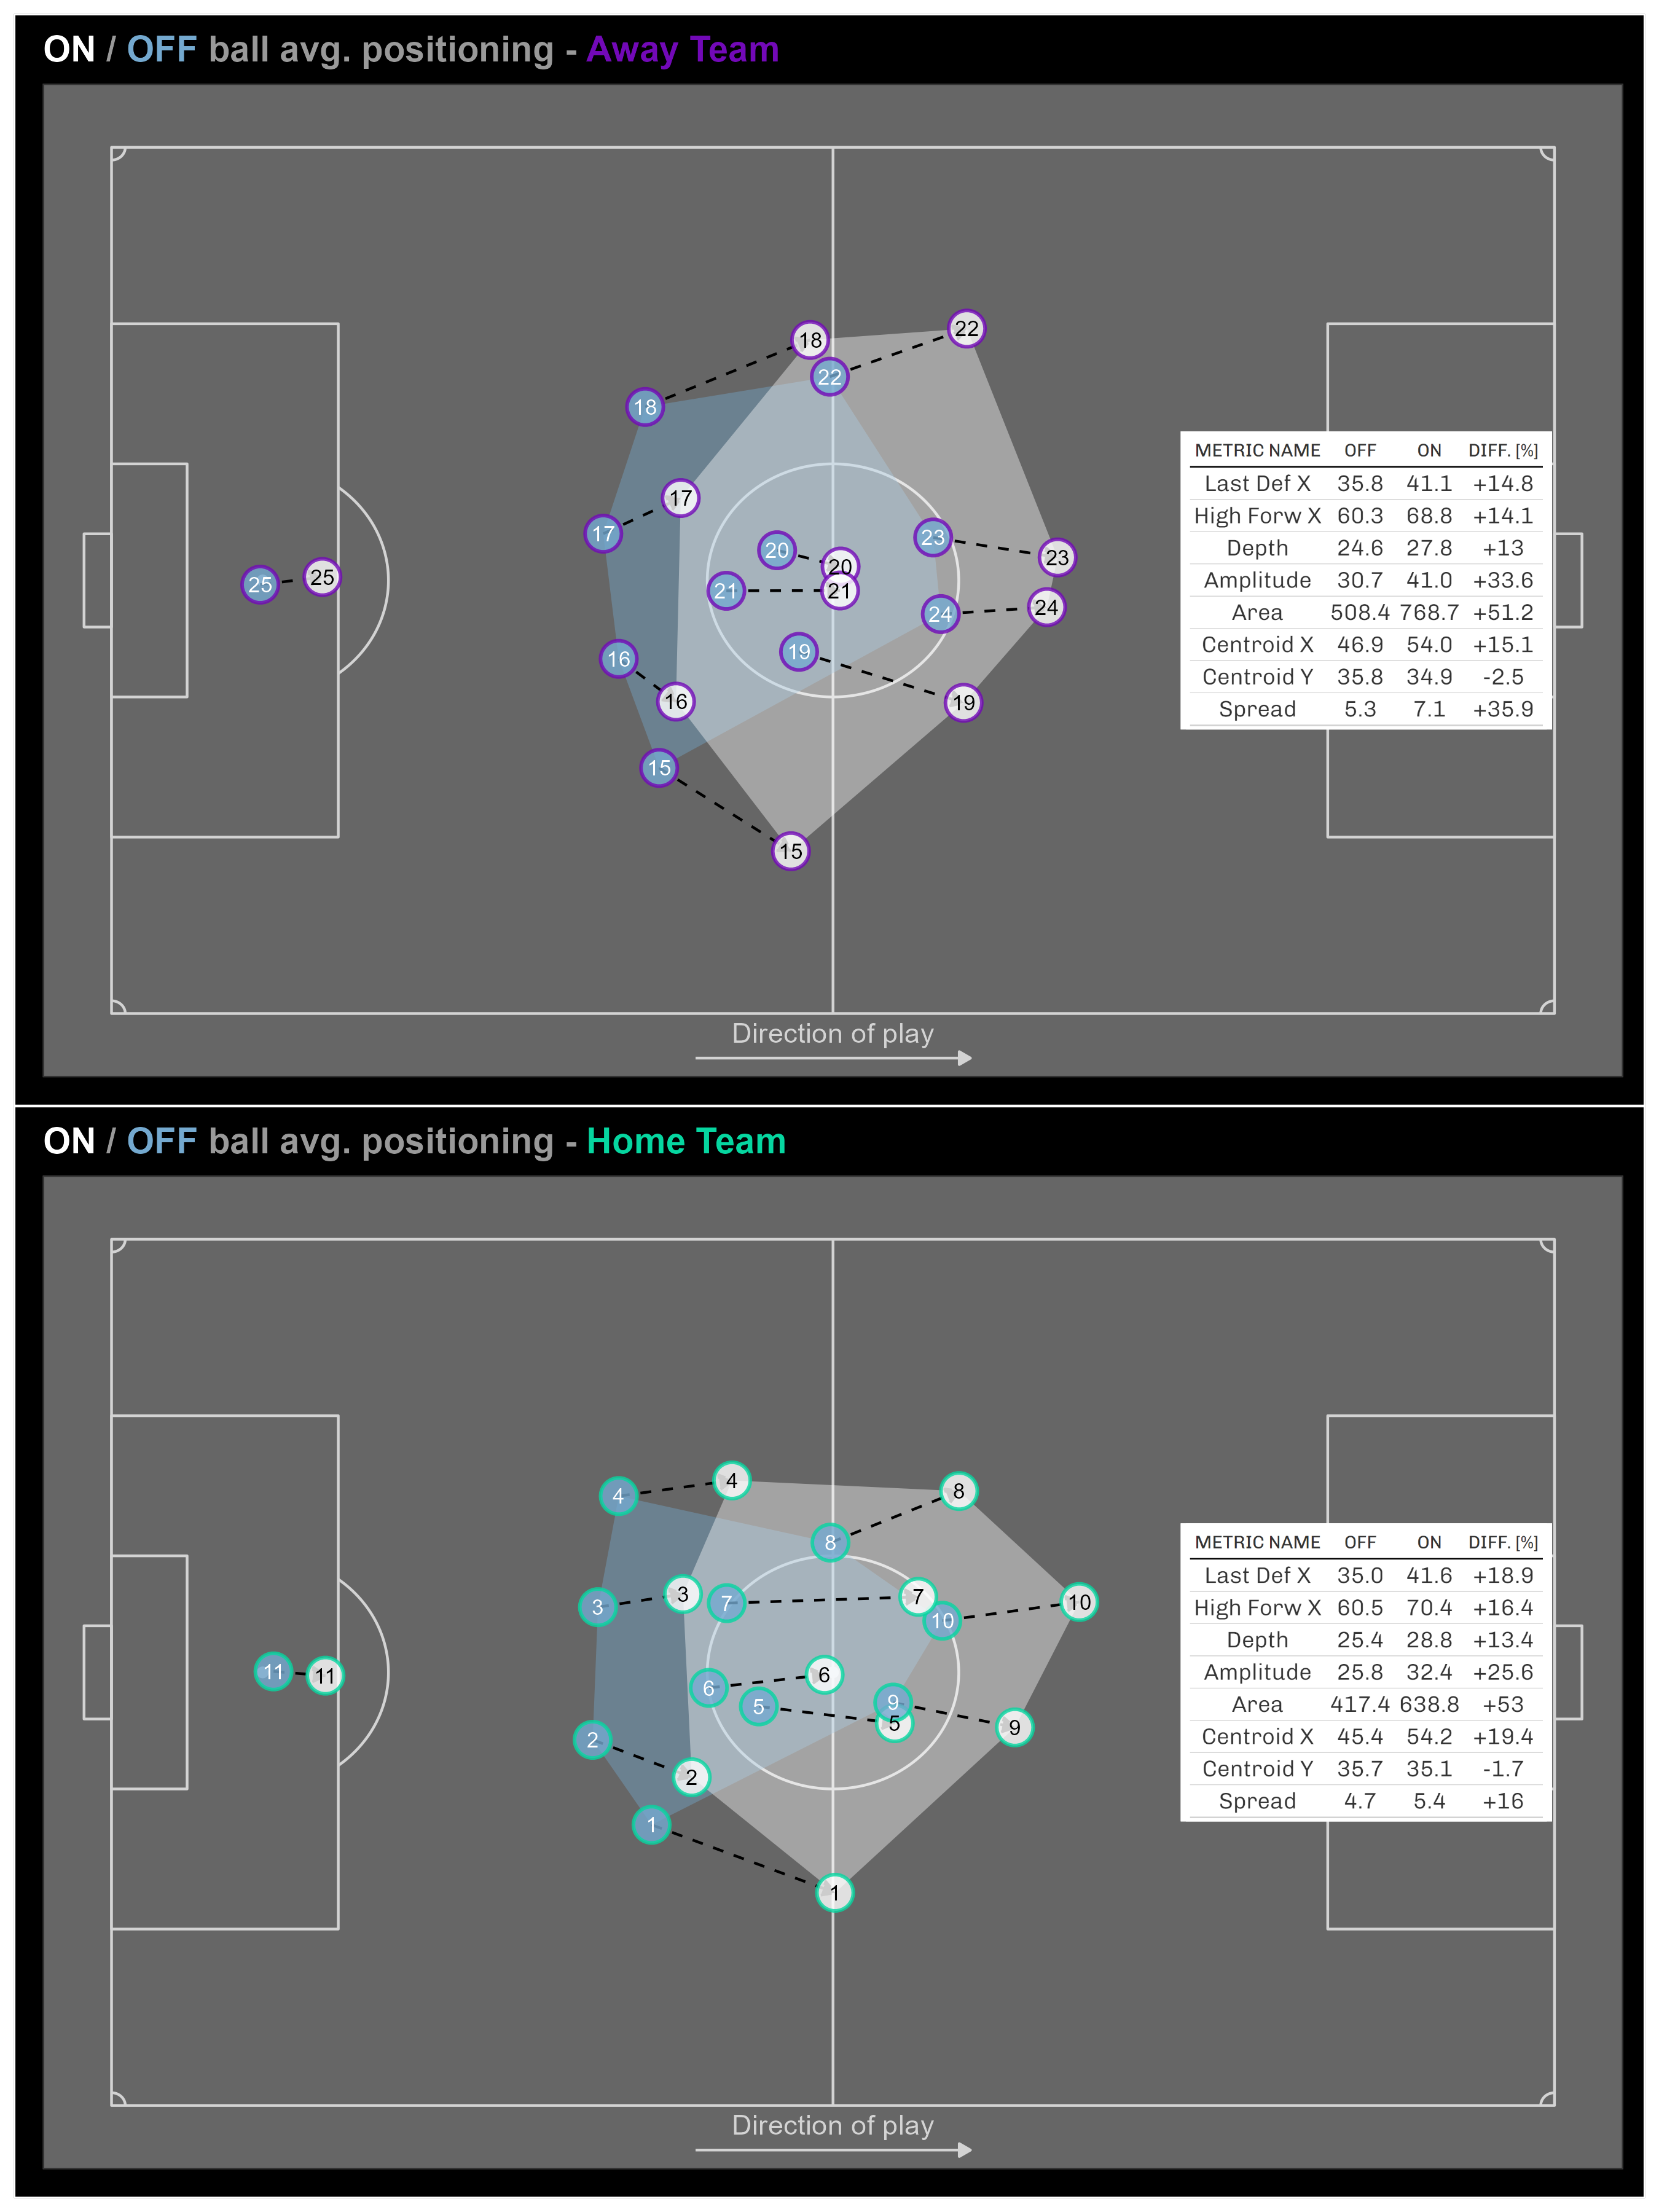 ON / OFF ball avg. positioning - Away Team
18
22
22
18
17
17
23
23
20
20
25
25
21
21
24
24
19
16
16
19
15
15
METRIC NAME OFF ON DIFF. [%]
Last Def X 35.8 41.1 +14.8
High Forw X 60.3 68.8 +14.1
Depth 24.6 27.8 +13
Amplitude 30.7 41.0 +33.6
Area 508.4 768.7 +51.2
Centroid X 46.9 54.0 +15.1
Centroid Y 35.8 34.9 -2.5
Spread 5.3 7.1 +35.9
Direction of play
ON / OFF ball avg. positioning - Home Team
4
4
8
8
3
3
7
7
10
10
11
11
6
6
5
5
9
9
2
2
1
1
METRIC NAME OFF ON DIFF. [%]
Last Def X 35.0 41.6 +18.9
High Forw X 60.5 70.4 +16.4
Depth 25.4 28.8 +13.4
Amplitude 25.8 32.4 +25.6
Area 417.4 638.8 +53
Centroid X 45.4 54.2 +19.4
Centroid Y 35.7 35.1 -1.7
Spread 4.7 5.4 +16
Direction of play